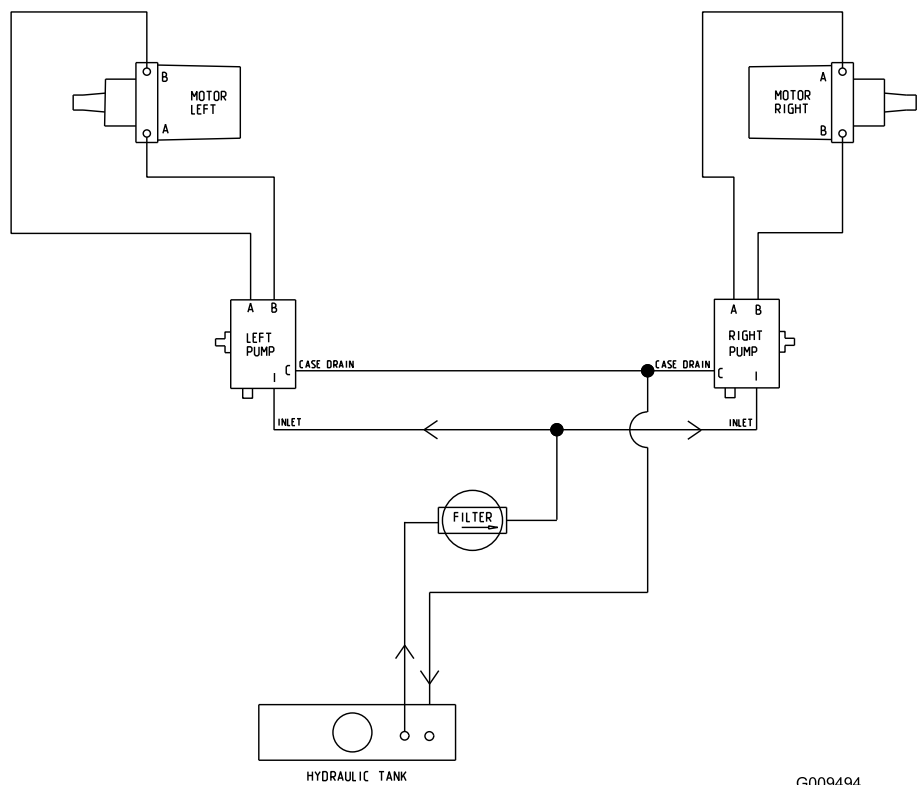 B
MOTOR
LEFT
A
A
MOTOR
RIGHT
B
A B
LEFT
PUMP
C
I
CASE DRAIN
INLET
A B
RIGHT
PUMP
CASE DRAIN
C
I
INLET
FILTER
HYDRAULIC TANK
G009494